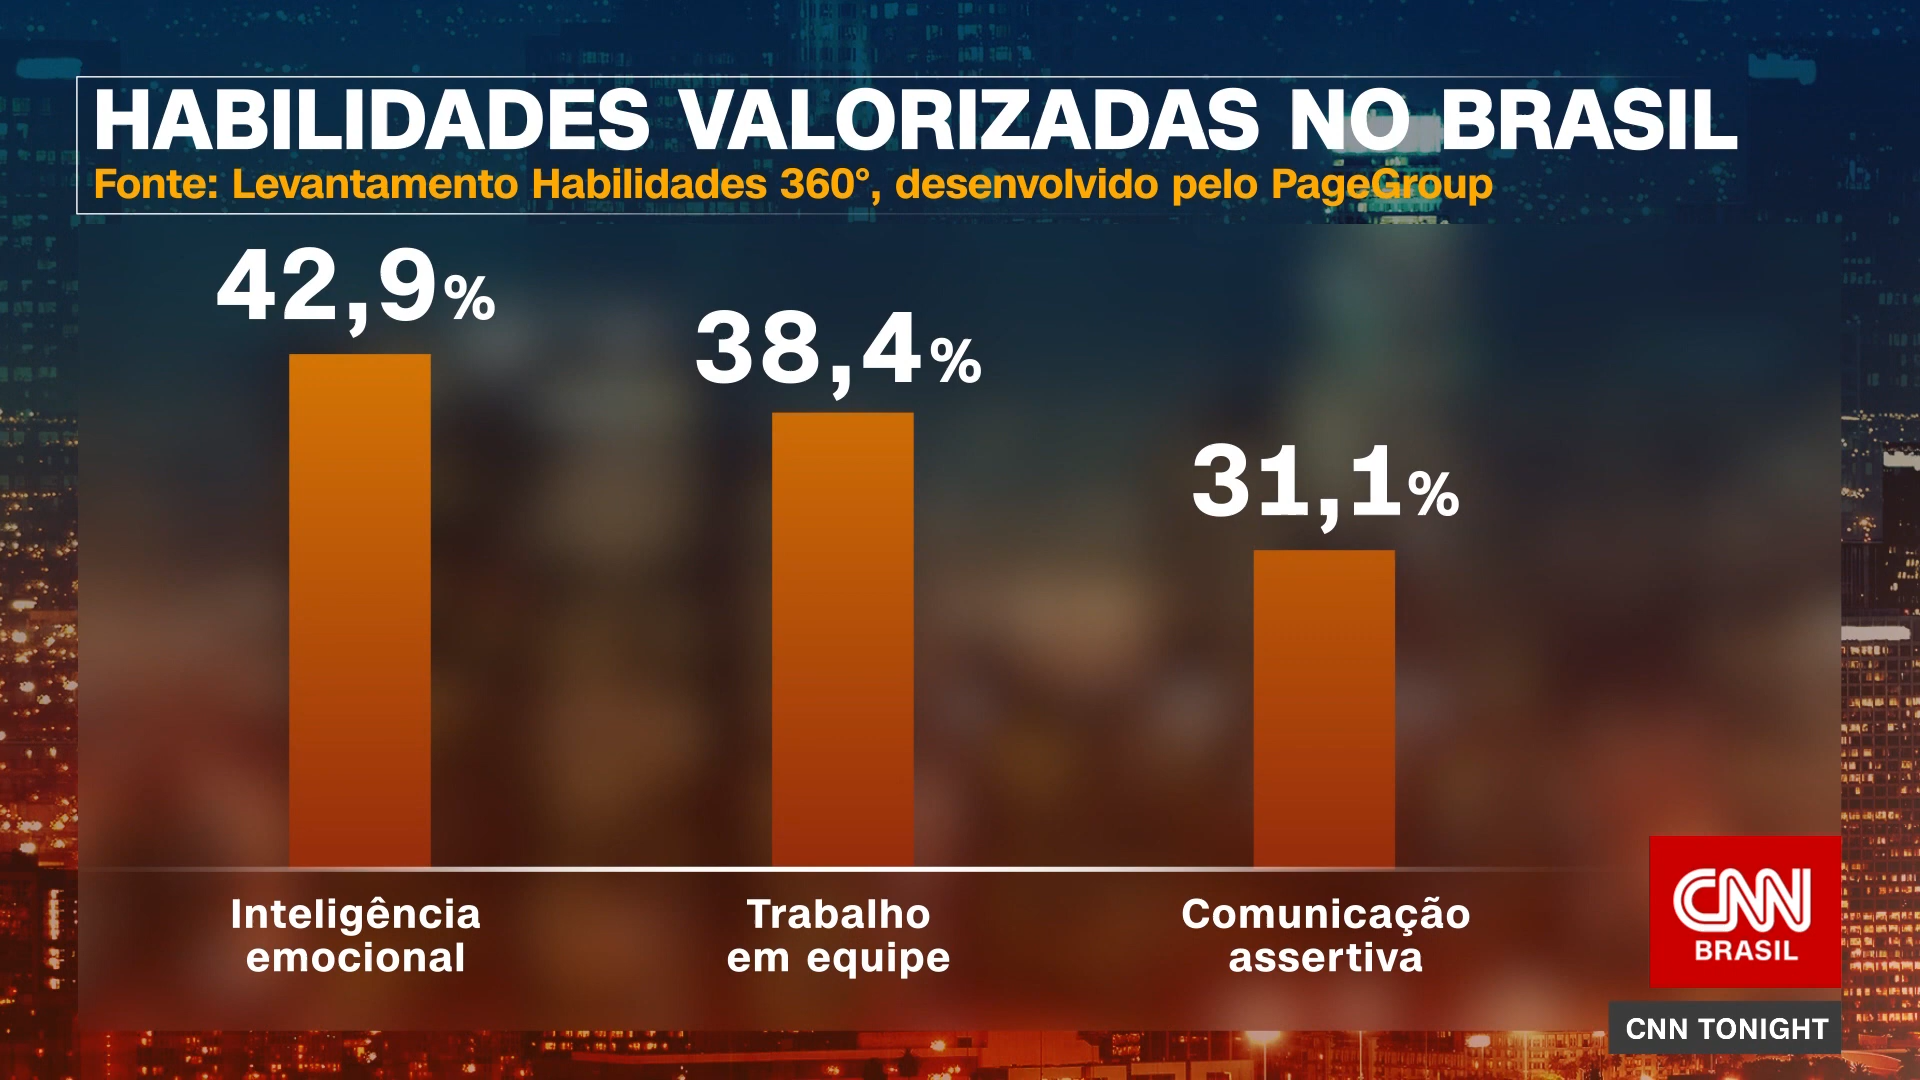 HABILIDADES VALORIZADAS NO BRASIL
Fonte: Levantamento Habilidades 360°, desenvolvido pelo PageGroup
42,9%
38,4%
31,1%
Inteligência
emocional
Trabalho
em equipe
Comunicação
assertiva
CNN
BRASIL
CNN TONIGHT